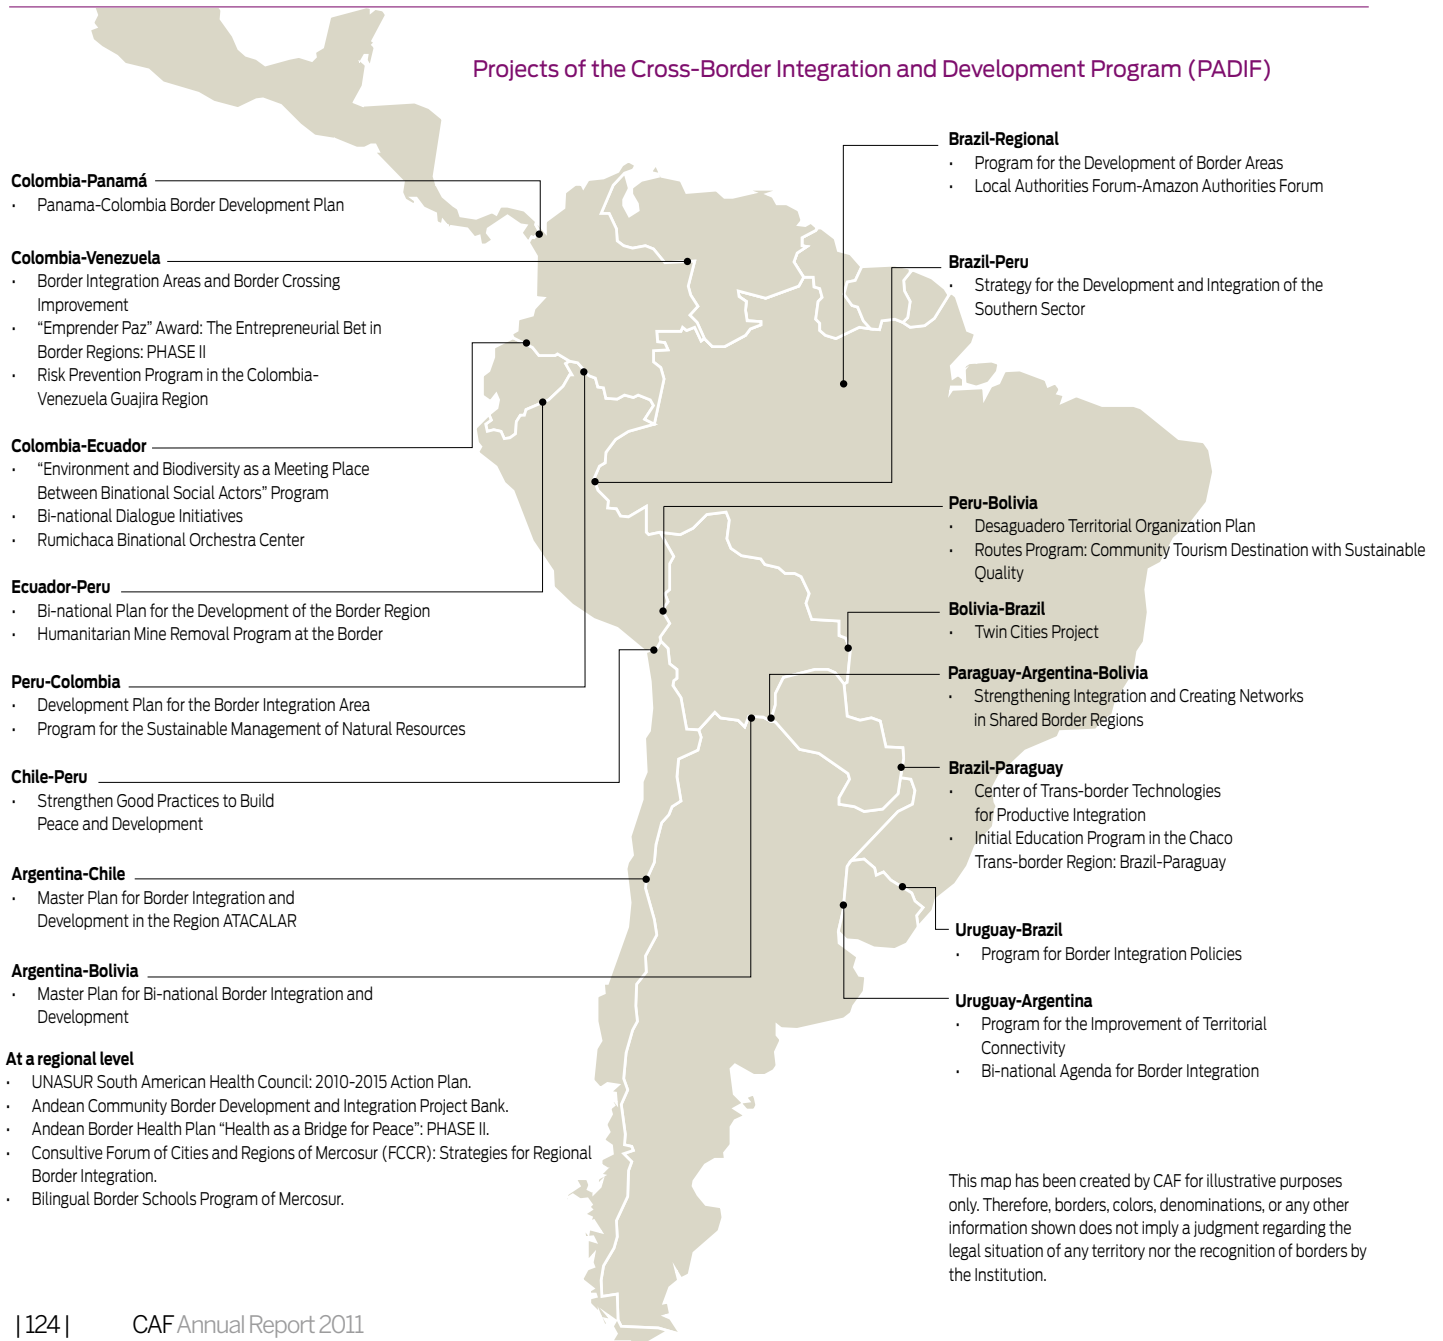 Projects of the Cross-Border Integration and Development Program (PADIF)
Colombia-Panamá
· Panama-Colombia Border Development Plan
Colombia-Venezuela
· Border Integration Areas and Border Crossing
Improvement
· “Emprender Paz” Award: The Entrepreneurial Bet in
Border Regions: PHASE II
· Risk Prevention Program in the Colombia-
Venezuela Guajira Region
Colombia-Ecuador
· “Environment and Biodiversity as a Meeting Place
Between Binational Social Actors” Program
· Bi-national Dialogue Initiatives
· Rumichaca Binational Orchestra Center
Ecuador-Peru
· Bi-national Plan for the Development of the Border Region
· Humanitarian Mine Removal Program at the Border
Peru-Colombia
· Development Plan for the Border Integration Area
· Program for the Sustainable Management of Natural Resources
Chile-Peru
· Strengthen Good Practices to Build
Peace and Development
Argentina-Chile
· Master Plan for Border Integration and
Development in the Region ATACALAR
Argentina-Bolivia
· Master Plan for Bi-national Border Integration and
Development
At a regional level
· UNASUR South American Health Council: 2010-2015 Action Plan.
· Andean Community Border Development and Integration Project Bank.
· Andean Border Health Plan “Health as a Bridge for Peace”: PHASE II.
· Consultive Forum of Cities and Regions of Mercosur (FCCR): Strategies for Regional
Border Integration.
· Bilingual Border Schools Program of Mercosur.
Brazil-Regional
· Program for the Development of Border Areas
· Local Authorities Forum-Amazon Authorities Forum
Brazil-Peru
· Strategy for the Development and Integration of the
Southern Sector
Peru-Bolivia
· Desaguadero Territorial Organization Plan
· Routes Program: Community Tourism Destination with Sustainable
Quality
Bolivia-Brazil
· Twin Cities Project
Paraguay-Argentina-Bolivia
· Strengthening Integration and Creating Networks
in Shared Border Regions
Brazil-Paraguay
· Center of Trans-border Technologies
for Productive Integration
· Initial Education Program in the Chaco
Trans-border Region: Brazil-Paraguay
Uruguay-Brazil
· Program for Border Integration Policies
Uruguay-Argentina
· Program for the Improvement of Territorial
Connectivity
· Bi-national Agenda for Border Integration
This map has been created by CAF for illustrative purposes
only. Therefore, borders, colors, denominations, or any other
information shown does not imply a judgment regarding the
legal situation of any territory nor the recognition of borders by
the Institution.
| 124 | CAF Annual Report 2011